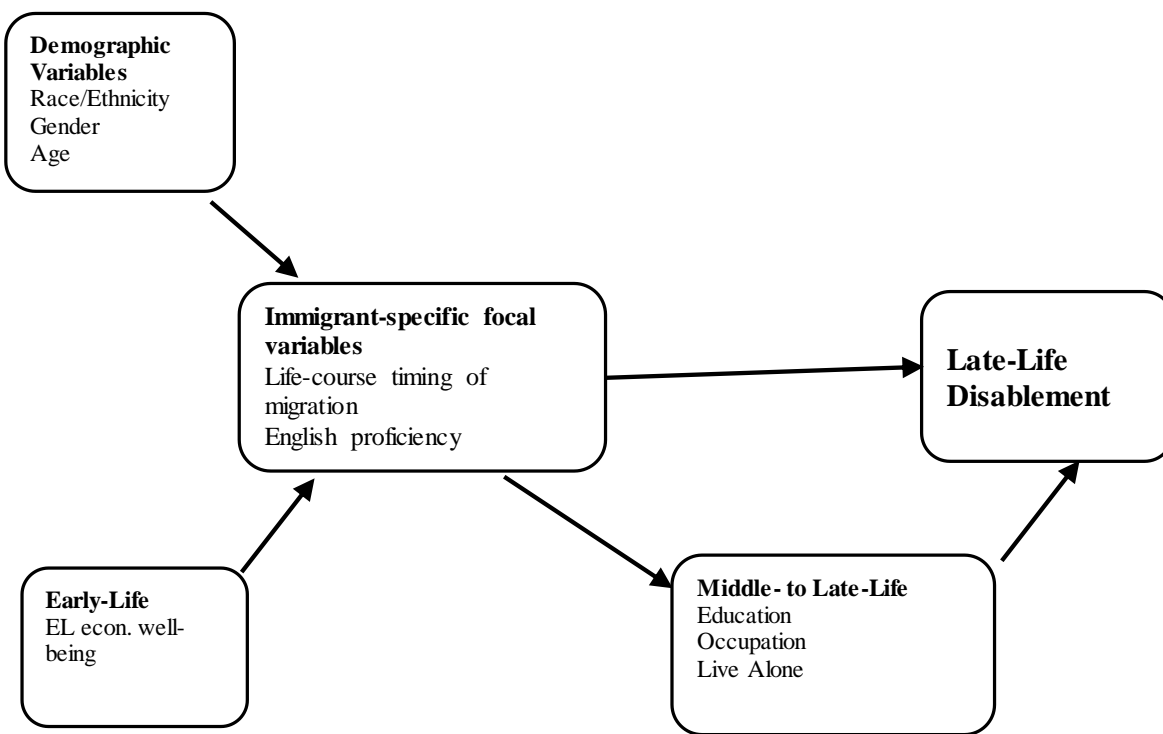 Demographic
Variables
Race/Ethnicity
Gender
Age
Immigrant-specific focal
variables
Life-course timing of
migration
English proficiency
Late-Life
Disablement
Early-Life
EL econ. well-
being
Middle- to Late-Life
Education
Occupation
Live Alone